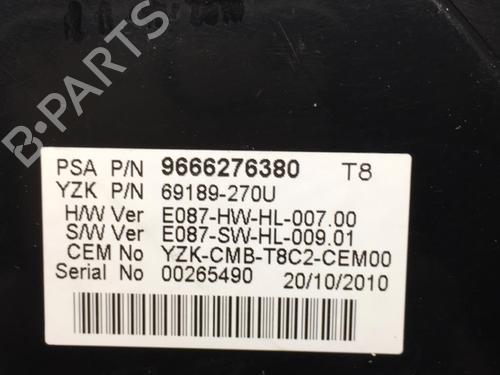 B-PARTS
PSA P/N 9666276380 T8
YZK P/N 69189-270U
H/W Ver E087-HW-HL-007.00
S/W Ver E087-SW-HL-009.01
CEM No YZK-CMB-T8C2-CEM00
Serial No 00265490 20/10/2010